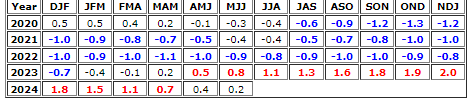 Year DJF JFM FMA MAM AMJ MJJ JJA JAS ASO SON OND NDJ
2020 0.5 0.5 0.4 0.2 -0.1 -0.3 -0.4 -0.6 -0.9 -1.2 -1.3 -1.2
2021 -1.0 -0.9 -0.8 -0.7 -0.5 -0.4 -0.4 -0.5 -0.7 -0.8 -1.0 -1.0
2022 -1.0 -0.9 -1.0 -1.1 -1.0 -0.9 -0.8 -0.9 -1.0 -1.0 -0.9 -0.8
2023 -0.7 -0.4 -0.1 0.2 0.5 0.8 1.1 1.3 1.6 1.8 1.9 2.0
2024 1.8 1.5 1.1 0.7 0.4 0.2